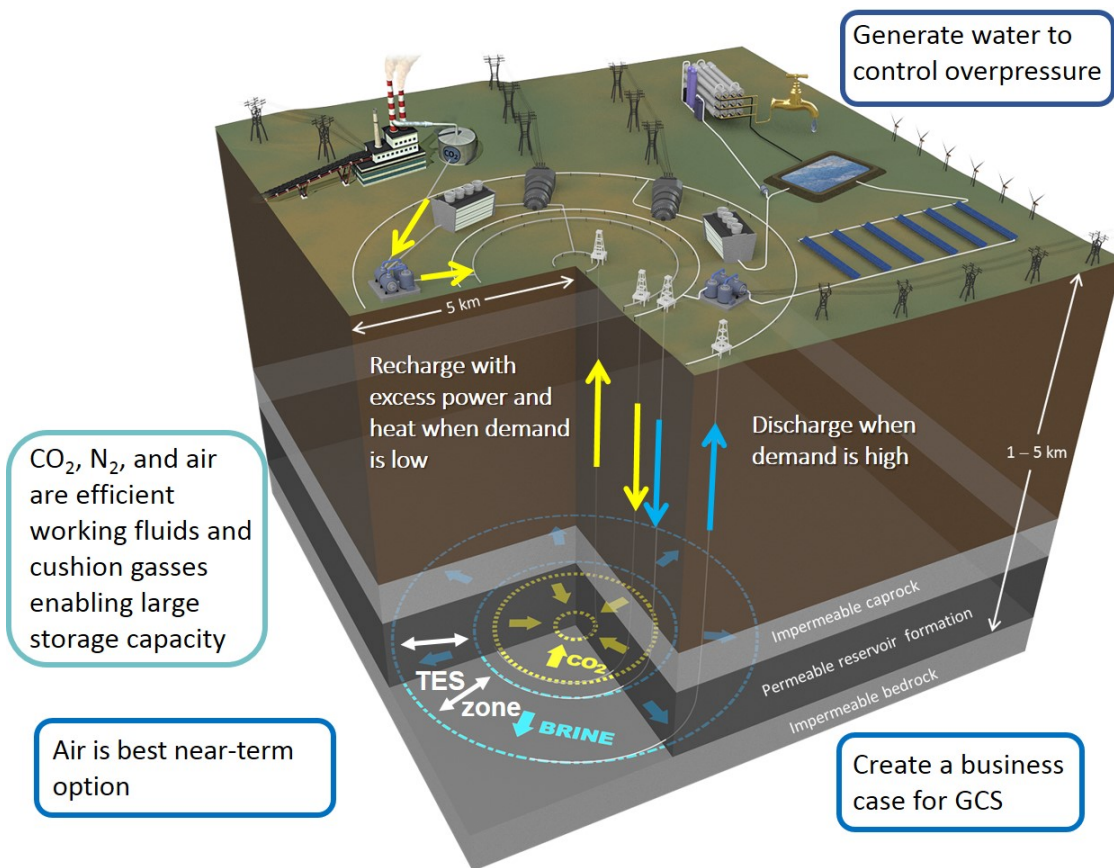 Generate water to
control overpressure
CO₂
5 km
Recharge with
excess power and
heat when demand
is low
Discharge when
demand is high
1 – 5 km
CO₂, N₂, and air
are efficient
working fluids and
cushion gasses
enabling large
storage capacity
Impermeable caprock
Permeable reservoir formation
Impermeable bedrock
CO₂
TES
zone
BRINE
Air is best near-term
option
Create a business
case for GCS